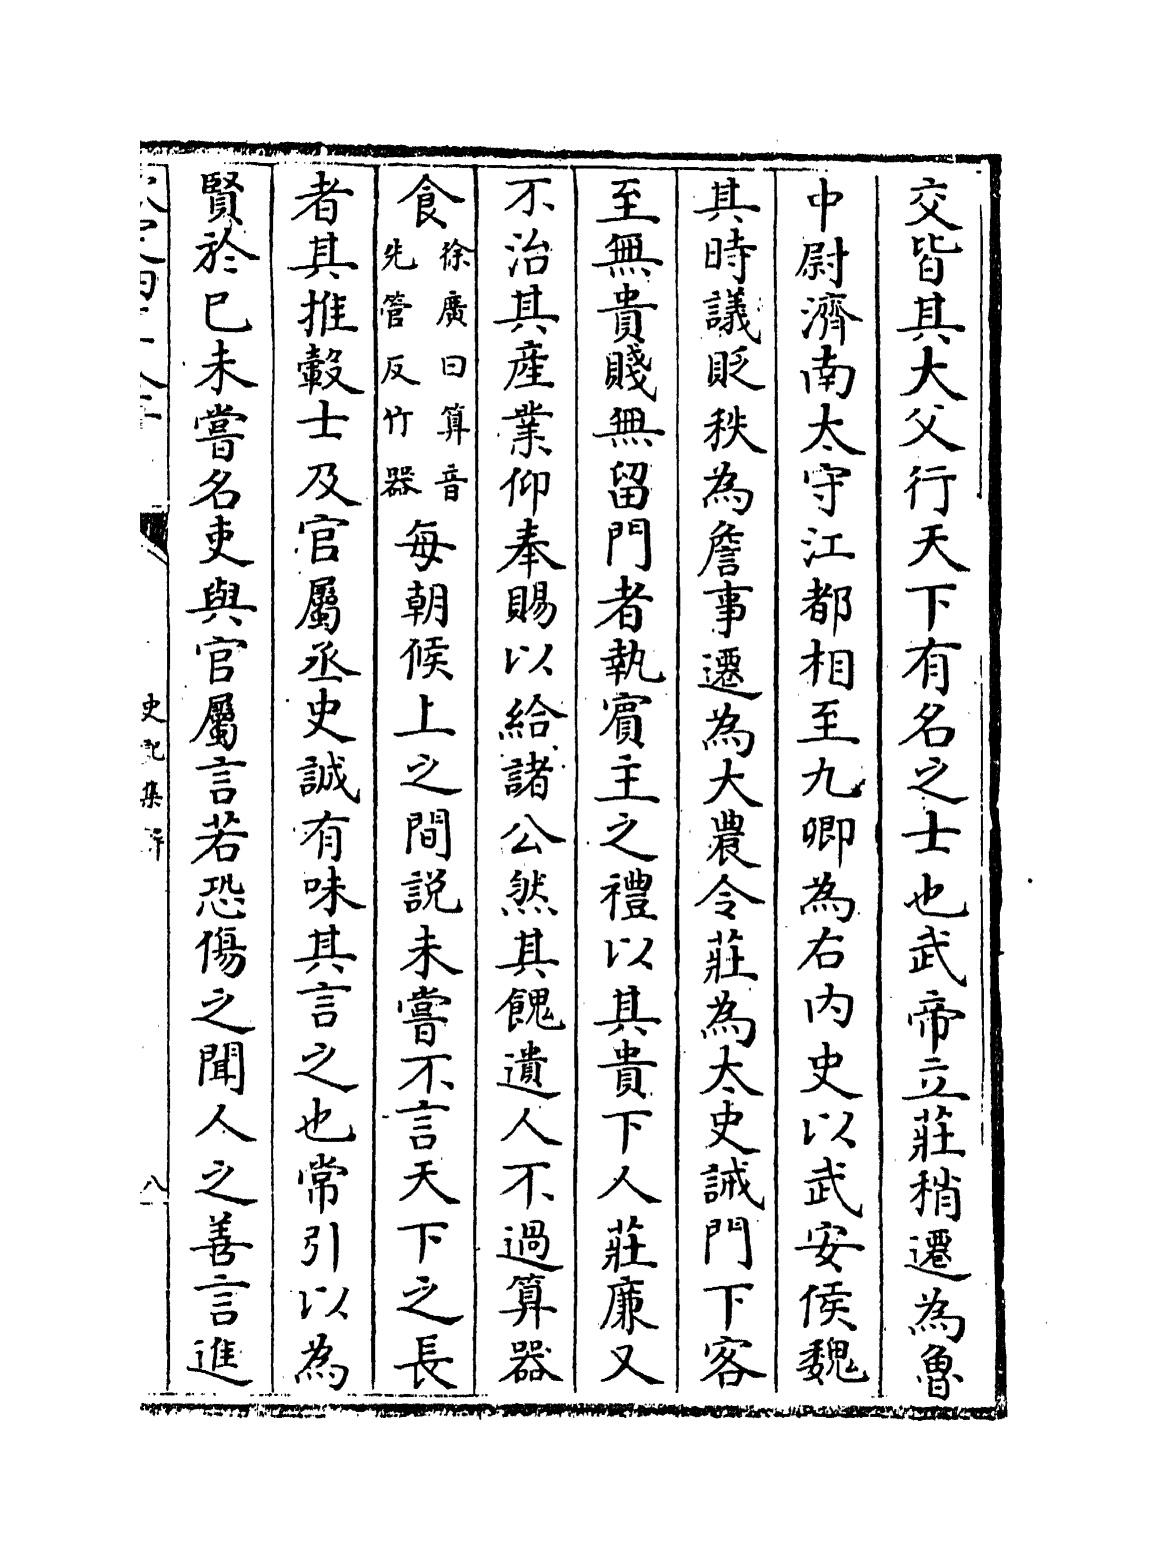 交皆其大父行天下有名之士也武帝立莊稍遷為魯
中尉濟南太守江都相至九卿為右内史以武安侯魏
其時議貶秩為詹事遷為大農令莊為太史誡門下客
至無貴賤無留門者執賓主之禮以其貴下人莊廉又
不治其產業仰奉賜以給諸公然其餽遺人不過算器
食徐廣曰算音先管反竹器每朝候上之間説未嘗不言天下之長
者其推轂士及官屬丞史誠有味其言之也常引以為
賢於已未嘗名吏與官屬言若恐傷之聞人之善言進
史記集解
八